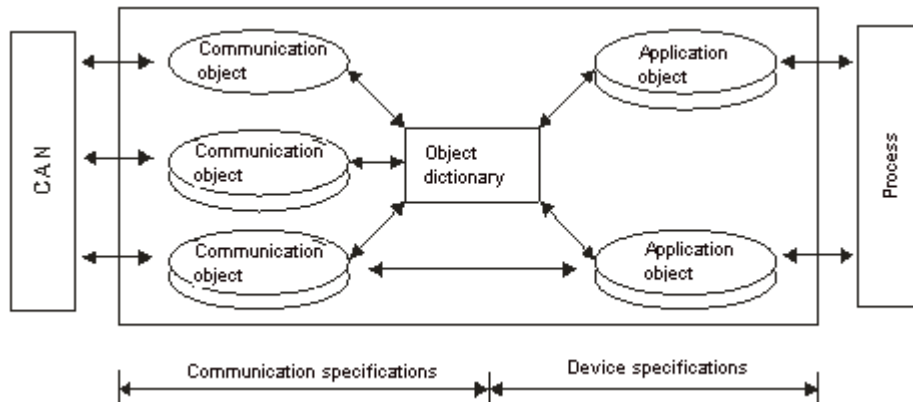 CAN
Communication
object
Communication
object
Communication
object
Object
dictionary
Application
object
Application
object
Process
Communication specifications
Device specifications